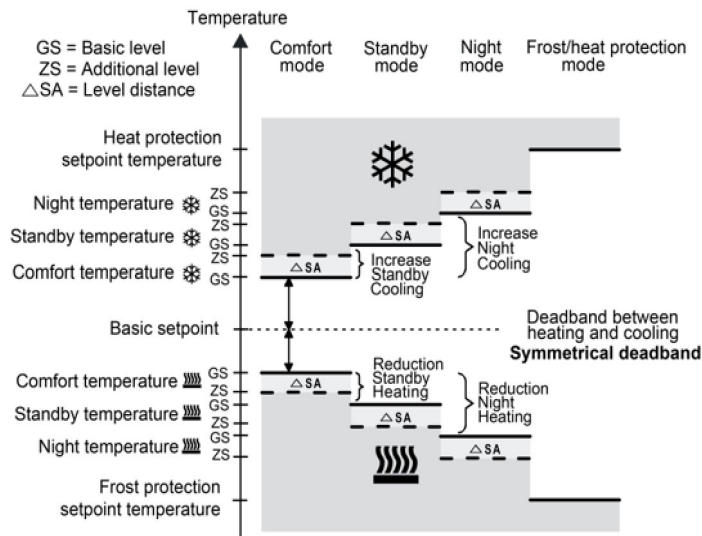 Temperature
GS = Basic level
ZS = Additional level
△SA = Level distance
Comfort
mode
Standby
mode
Night
mode
Frost/heat protection
mode
Heat protection
setpoint temperature
Night temperature
ZS
GS
△SA
Standby temperature
ZS
GS
△SA
Increase
Night
Cooling
Comfort temperature
ZS
GS
△SA
Increase
Standby
Cooling
Basic setpoint
Deadband between
heating and cooling
Symmetrical deadband
Comfort temperature
GS
ZS
△SA
Reduction
Standby
Heating
Standby temperature
GS
ZS
△SA
Reduction
Night
Heating
Night temperature
GS
ZS
△SA
Frost protection
setpoint temperature